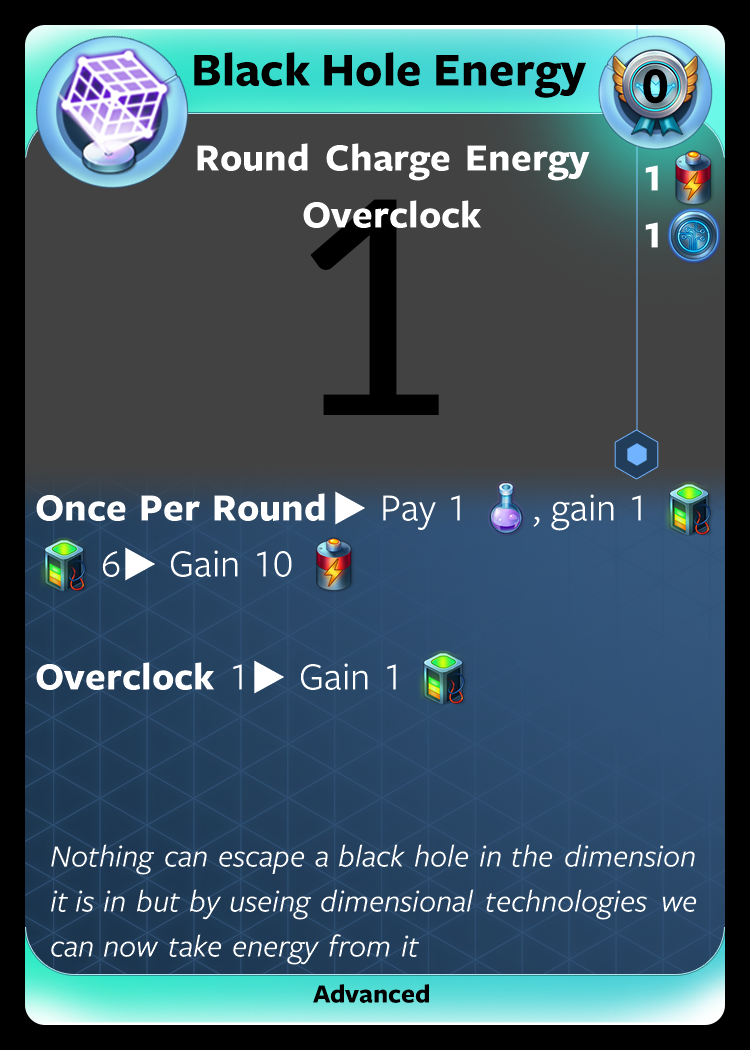 Black Hole Energy
0
Round Charge Energy
Overclock
1
1
1
Once Per Round▶ Pay 1 , gain 1
6▶ Gain 10
Overclock 1▶ Gain 1
Nothing can escape a black hole in the dimension
it is in but by useing dimensional technologies we
can now take energy from it
Advanced